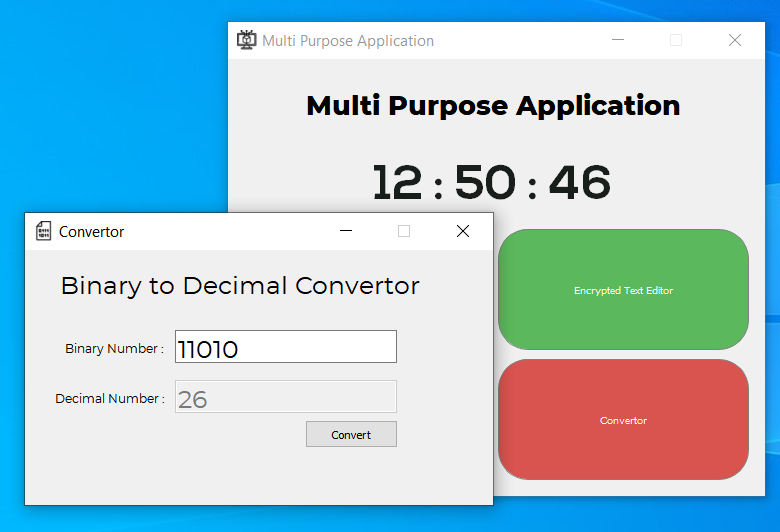 Multi Purpose Application
Multi Purpose Application
12 : 50 : 46
Encrypted Text Editor
Convertor
Convertor
Binary to Decimal Convertor
Binary Number : 11010
Decimal Number : 26
Convert